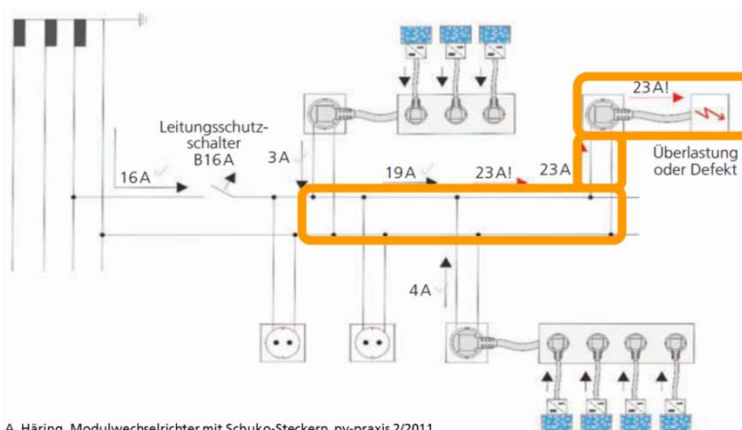 23A!
Leitungsschutz-
schalter
B16A
3A
16A
19A
23A!
23A
Überlastung
oder Defekt
4A
A. Häring, Modulwechselrichter mit Schuko-Steckern, pv-praxis 2/2011